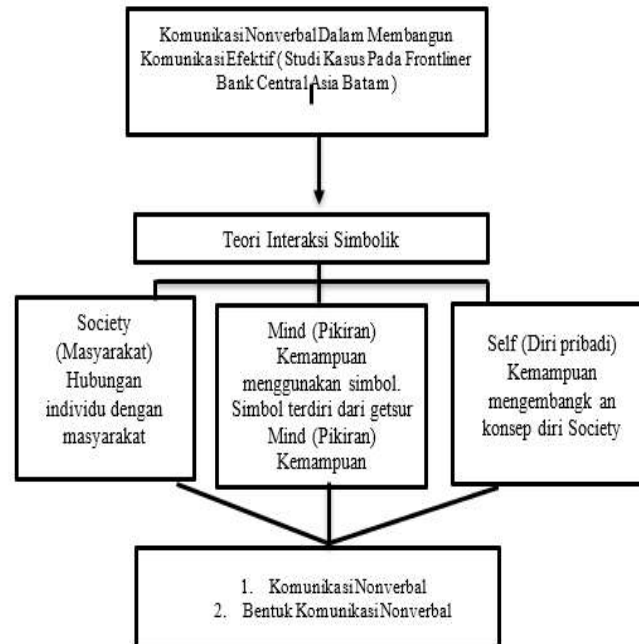 Komunikasi Nonverbal Dalam Membangun
Komunikasi Efektif ( Studi Kasus Pada Frontliner
Bank Central Asia Batam )
Teori Interaksi Simbolik
Society
(Masyarakat)
Hubungan
individu dengan
masyarakat
Mind (Pikiran)
Kemampuan
menggunakan simbol.
Simbol terdiri dari getsur
Mind (Pikiran)
Kemampuan
Self (Diri pribadi)
Kemampuan
mengembangk an
konsep diri Society
1. Komunikasi Nonverbal
2. Bentuk Komunikasi Nonverbal